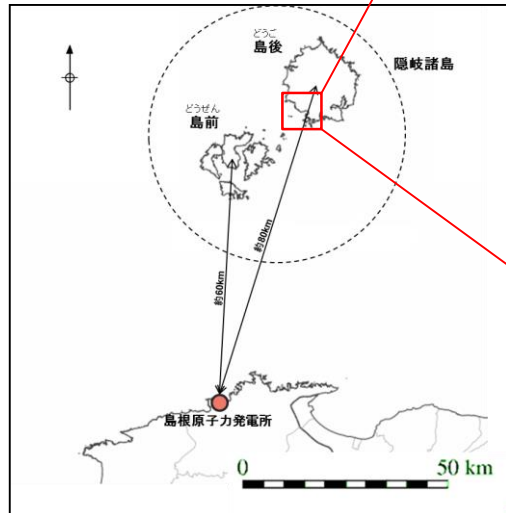 どうご
島後
隠岐諸島
どうぜん
島前
約80km
約60km
島根原子力発電所
0 50 km